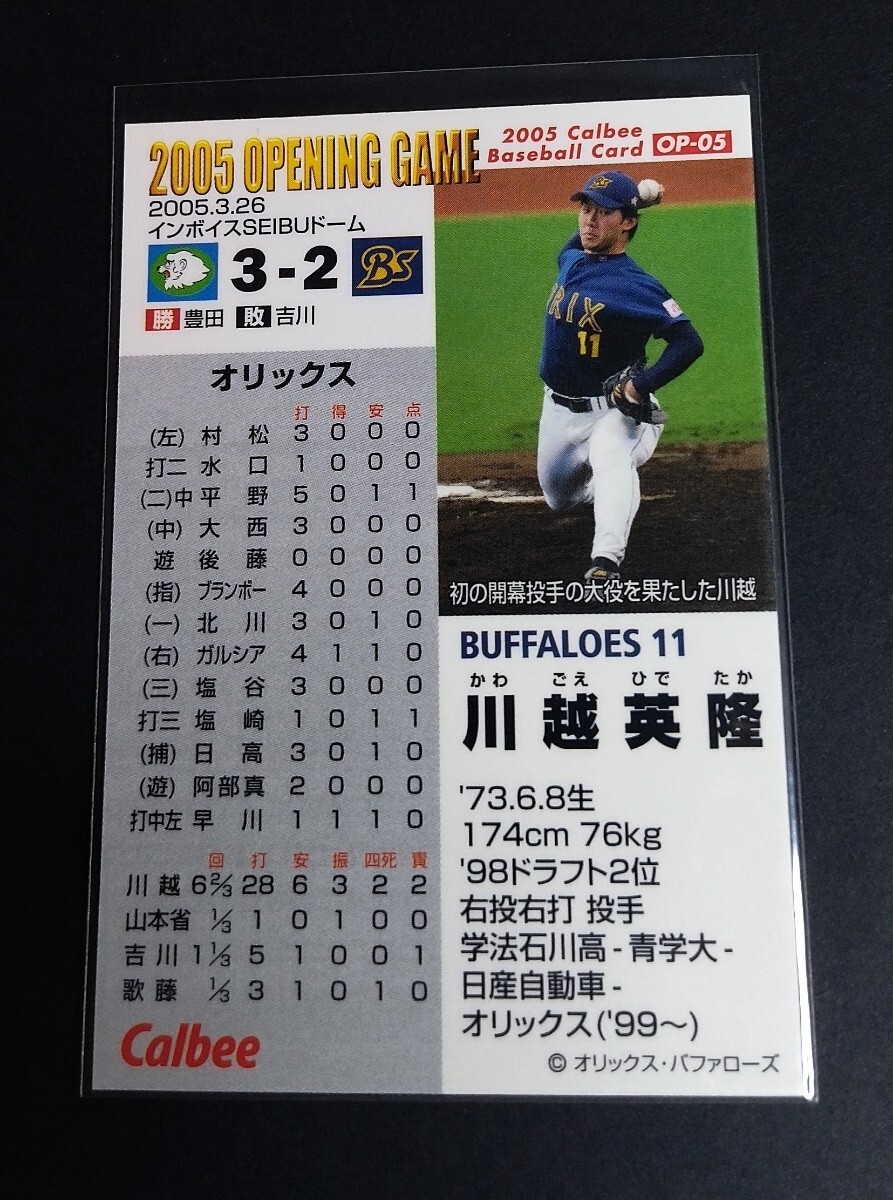 2005 OPENING GAME
2005 Calbee
Baseball Card OP-05
2005.3.26
インボイスSEIBUドーム
3-2 Bs
勝 豊田 敗 吉川
オリックス
打 得 安 点
(左) 村松 3 0 0 0
打二 水口 1 0 0 0
(二)中 平野 5 0 1 1
(中) 大西 3 0 0 0
遊 後藤 0 0 0 0
(指) ブランボー 4 0 0 0
(一) 北川 3 0 1 0
(右) ガルシア 4 1 1 0
(三) 塩谷 3 0 0 0
打三 塩崎 1 0 1 1
(捕) 日高 3 0 1 0
(遊) 阿部真 2 0 0 0
打中左 早川 1 1 1 0
回 打 安 振 四死 責
川越 6 2/3 28 6 3 2 2
山本省 1/3 1 0 1 0 0
吉川 1 1/3 5 1 0 0 1
歌藤 1/3 3 1 0 1 0
Calbee
Bs
ORIX
11
初の開幕投手の大役を果たした川越
BUFFALOES 11
かわ ごえ ひで たか
川越英隆
'73.6.8生
174cm 76kg
'98ドラフト2位
右投右打 投手
学法石川高-青学大-
日産自動車-
オリックス('99～)
© オリックス・バファローズ